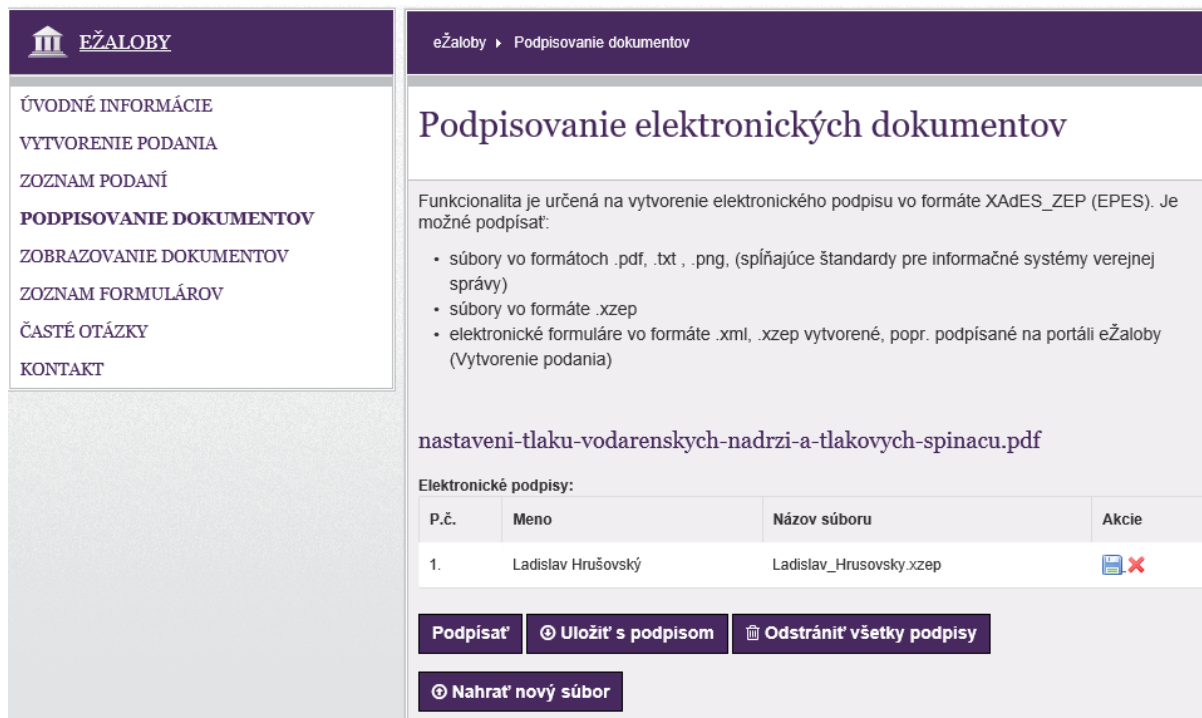 EŽALOBY
ÚVODNÉ INFORMÁCIE
VYTVORENIE PODANIA
ZOZNAM PODANÍ
PODPISOVANIE DOKUMENTOV
ZOBRAZOVANIE DOKUMENTOV
ZOZNAM FORMULÁROV
ČASTÉ OTÁZKY
KONTAKT
eŽaloby Podpisovanie dokumentov
Podpisovanie elektronických dokumentov
Funkcionalita je určená na vytvorenie elektronického podpisu vo formáte XAdES_ZEP (EPES). Je
možné podpísať:
• súbory vo formátoch .pdf, .txt , .png, (spĺňajúce štandardy pre informačné systémy verejnej
správy)
• súbory vo formáte .xzep
• elektronické formuláre vo formáte .xml, .xzep vytvorené, popr. podpísané na portáli eŽaloby
(Vytvorenie podania)
nastaveni-tlaku-vodarenskych-nadrzi-a-tlakovych-spinacu.pdf
Elektronické podpisy:
P.č. Meno Názov súboru Akcie
1. Ladislav Hrušovský Ladislav_Hrusovsky.xzep
Podpísať Uložiť s podpisom Odstrániť všetky podpisy
Nahrať nový súbor